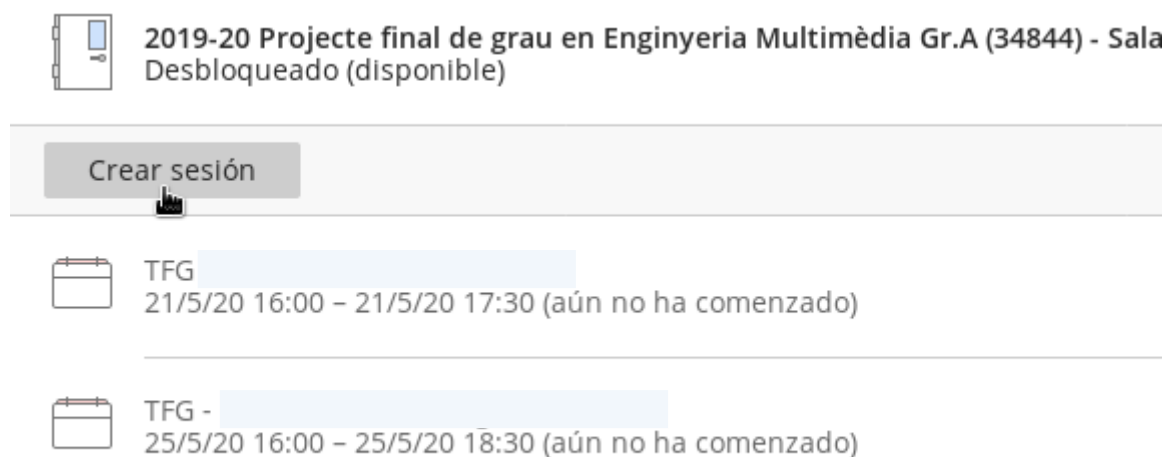 2019-20 Projecte final de grau en Enginyeria Multimèdia Gr.A (34844) - Sala
Desbloqueado (disponible)
Crear sesión
TFG
21/5/20 16:00 – 21/5/20 17:30 (aún no ha comenzado)
TFG -
25/5/20 16:00 – 25/5/20 18:30 (aún no ha comenzado)